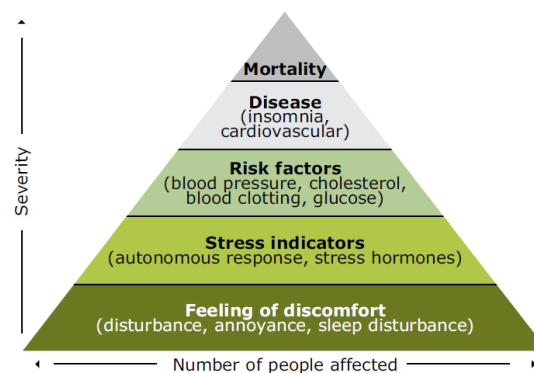 Mortality
Disease
(insomnia,
cardiovascular)
Risk factors
(blood pressure, cholesterol,
blood clotting, glucose)
Stress indicators
(autonomous response, stress hormones)
Feeling of discomfort
(disturbance, annoyance, sleep disturbance)
Severity
Number of people affected